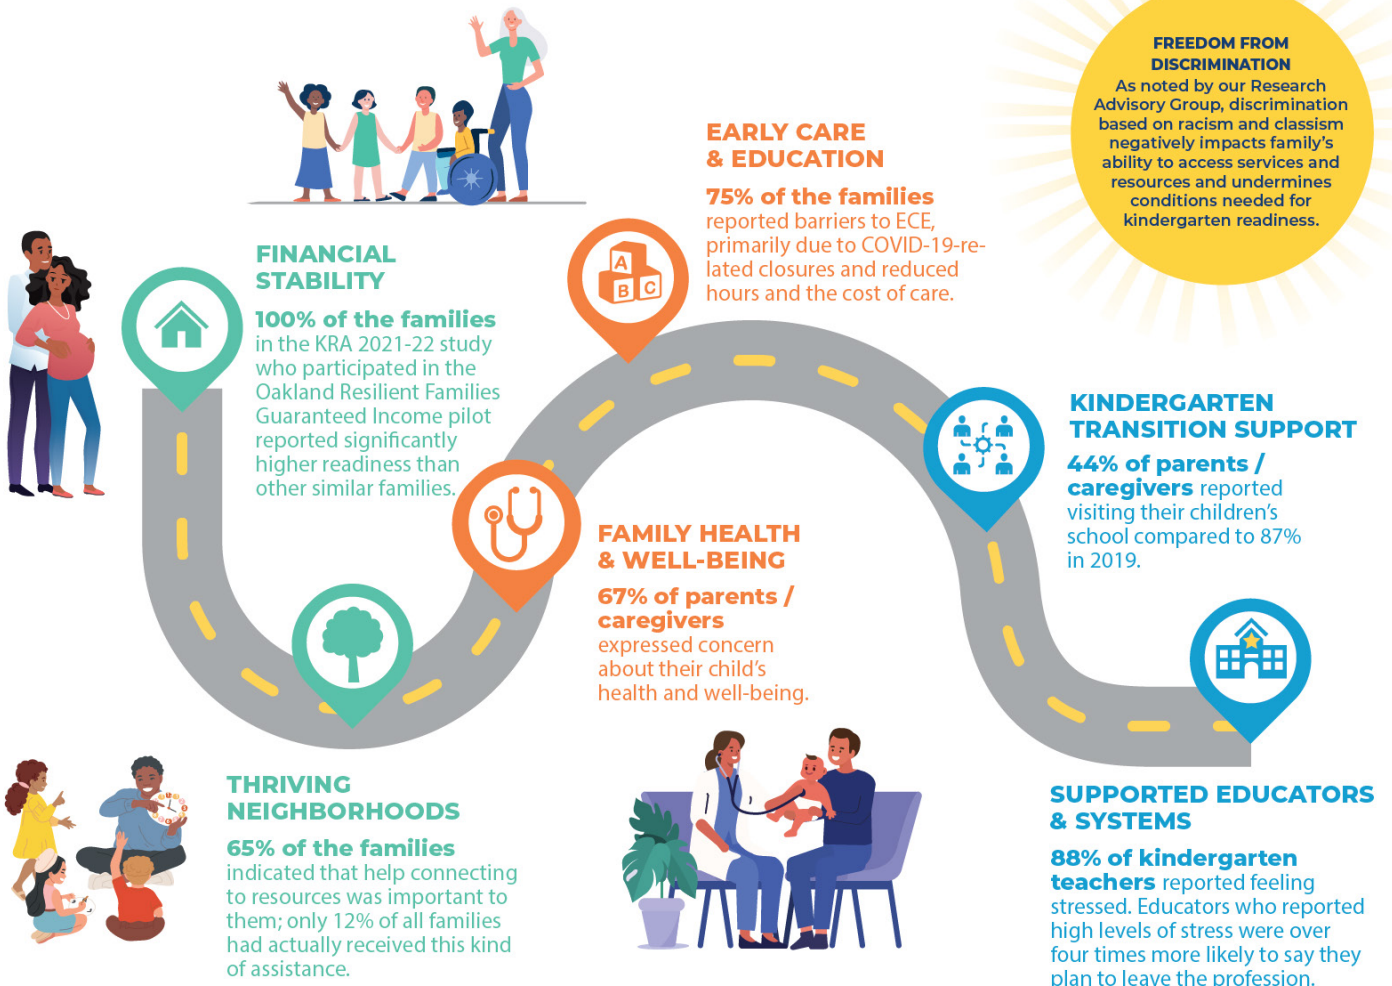 FREEDOM FROM
DISCRIMINATION
As noted by our Research
Advisory Group, discrimination
based on racism and classism
negatively impacts family's
ability to access services and
resources and undermines
conditions needed for
kindergarten readiness.
EARLY CARE
& EDUCATION
75% of the families
reported barriers to ECE,
primarily due to COVID-19-re-
lated closures and reduced
hours and the cost of care.
A
B C
FINANCIAL
STABILITY
100% of the families
in the KRA 2021-22 study
who participated in the
Oakland Resilient Families
Guaranteed Income pilot
reported significantly
higher readiness than
other similar families.
KINDERGARTEN
TRANSITION SUPPORT
44% of parents /
caregivers reported
visiting their children's
school compared to 87%
in 2019.
FAMILY HEALTH
& WELL-BEING
67% of parents /
caregivers
expressed concern
about their child's
health and well-being.
THRIVING
NEIGHBORHOODS
65% of the families
indicated that help connecting
to resources was important to
them; only 12% of all families
had actually received this kind
of assistance.
SUPPORTED EDUCATORS
& SYSTEMS
88% of kindergarten
teachers reported feeling
stressed. Educators who reported
high levels of stress were over
four times more likely to say they
plan to leave the profession.